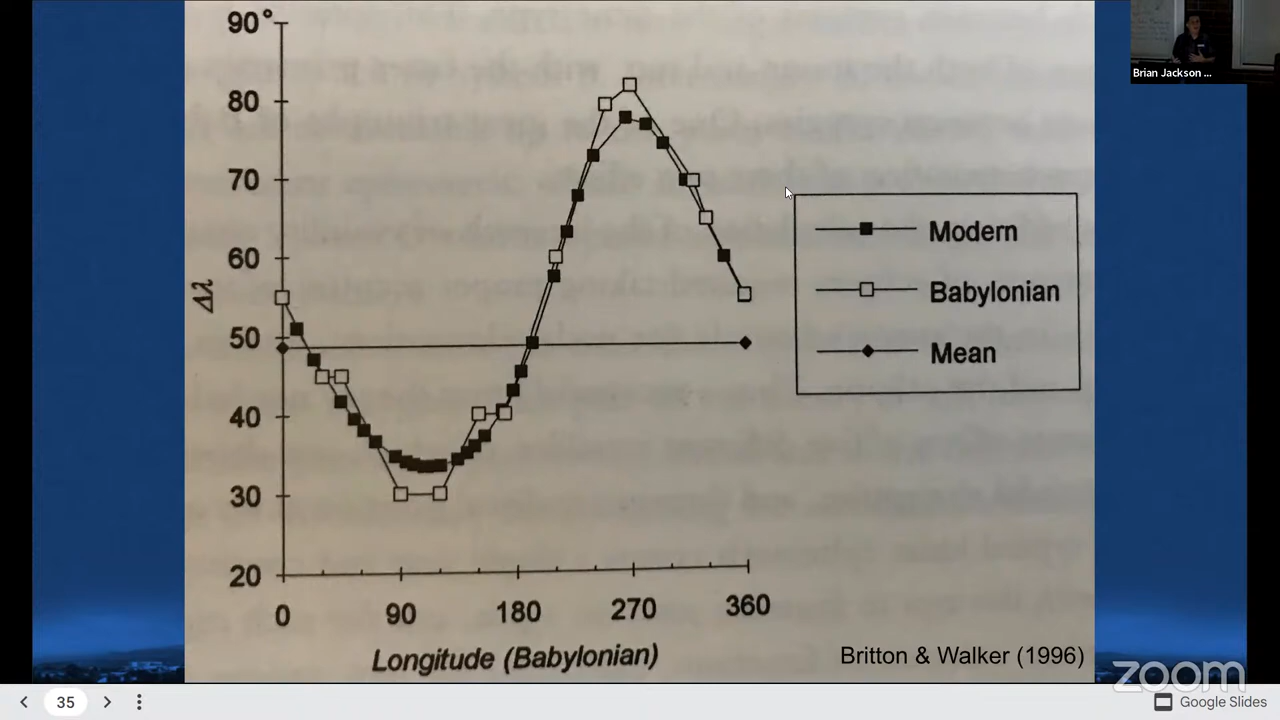 90°
80
70
60
50
40
30
20
Δλ
0 90 180 270 360
Longitude (Babylonian)
Modern
Babylonian
Mean
Britton & Walker (1996)
Brian Jackson ...
zoom
35
Google Slides